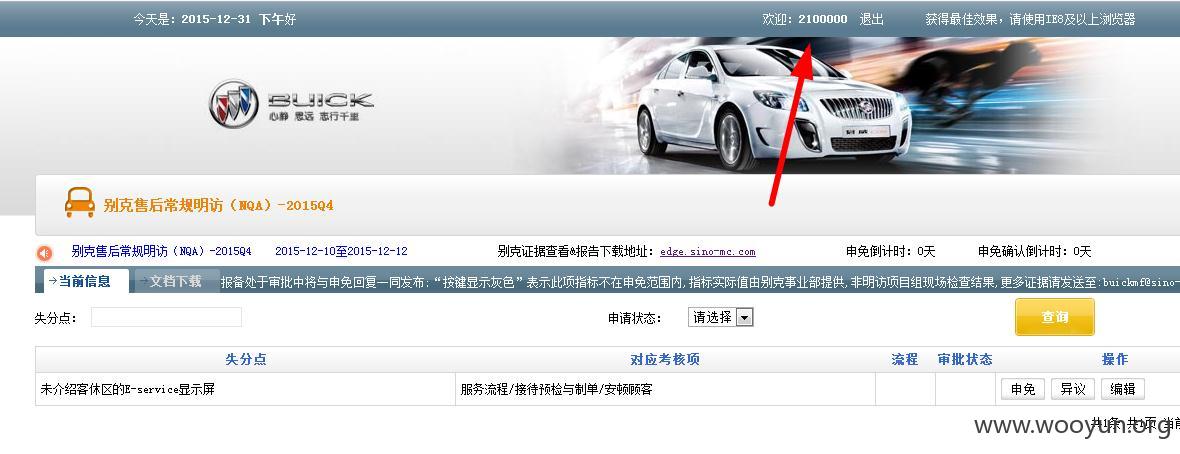 今天是：2015-12-31 下午好 欢迎：2100000 退出 获得最佳效果，请使用IE8及以上浏览器
BUICK
心静 思远 志行千里
别克售后常规明访（NQA）-2015Q4
别克售后常规明访（NQA）-2015Q4 2015-12-10至2015-12-12 别克证据查看&报告下载地址：edge.sino-mc.com 申免倒计时：0天 申免确认倒计时：0天
当前信息 文档下载 报备处于审批中将与申免回复一同发布;“按键显示灰色”表示此项指标不在申免范围内,指标实际值由别克事业部提供,非明访项目组现场检查结果,更多证据请发送至:buickmf@sino-
失分点： 申请状态： 请选择 查询
失分点 对应考核项 流程 审批状态 操作
未介绍客休区的E-service显示屏 服务流程/接待预检与制单/安顿顾客 申免 异议 编辑
共1条 共1页 当前
www.wooyun.org